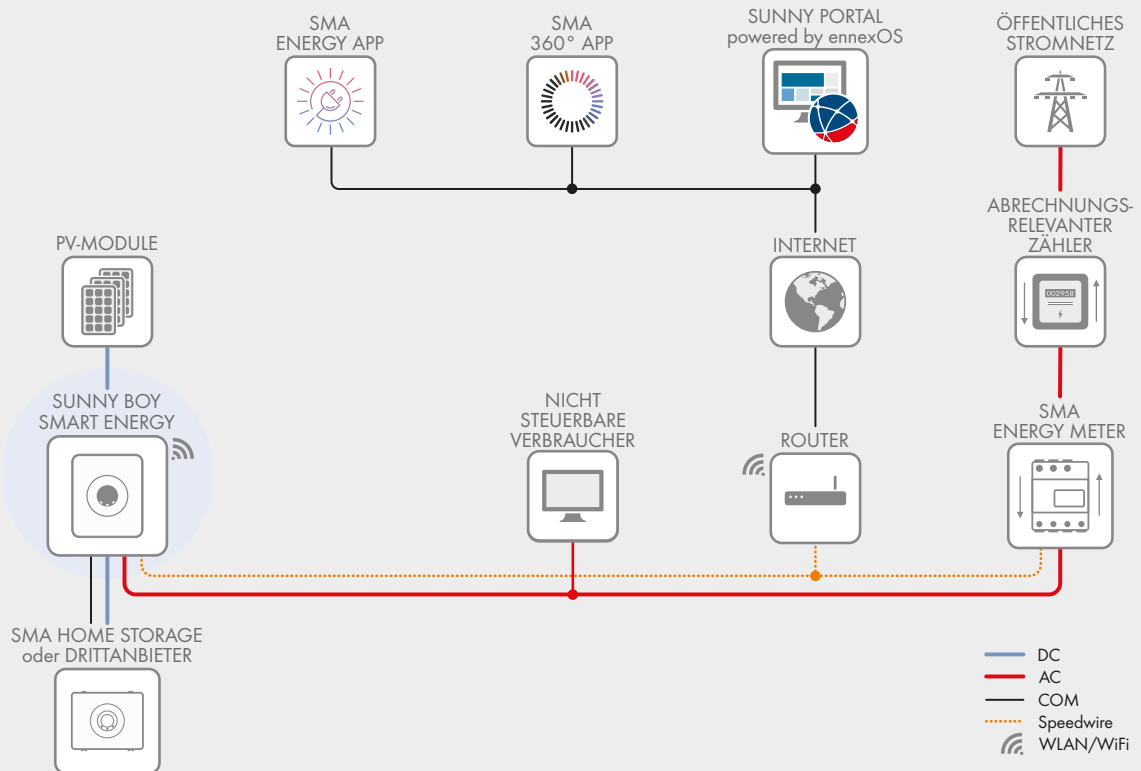 SMA
ENERGY APP
SMA
360° APP
SUNNY PORTAL
powered by ennexOS
ÖFFENTLICHES
STROMNETZ
ABRECHNUNGS-
RELEVANTER
ZÄHLER
002958
PV-MODULE
INTERNET
SUNNY BOY
SMART ENERGY
NICHT
STEUERBARE
VERBRAUCHER
ROUTER
SMA
ENERGY METER
SMA HOME STORAGE
oder DRITTANBIETER
DC
AC
COM
Speedwire
WLAN/WiFi